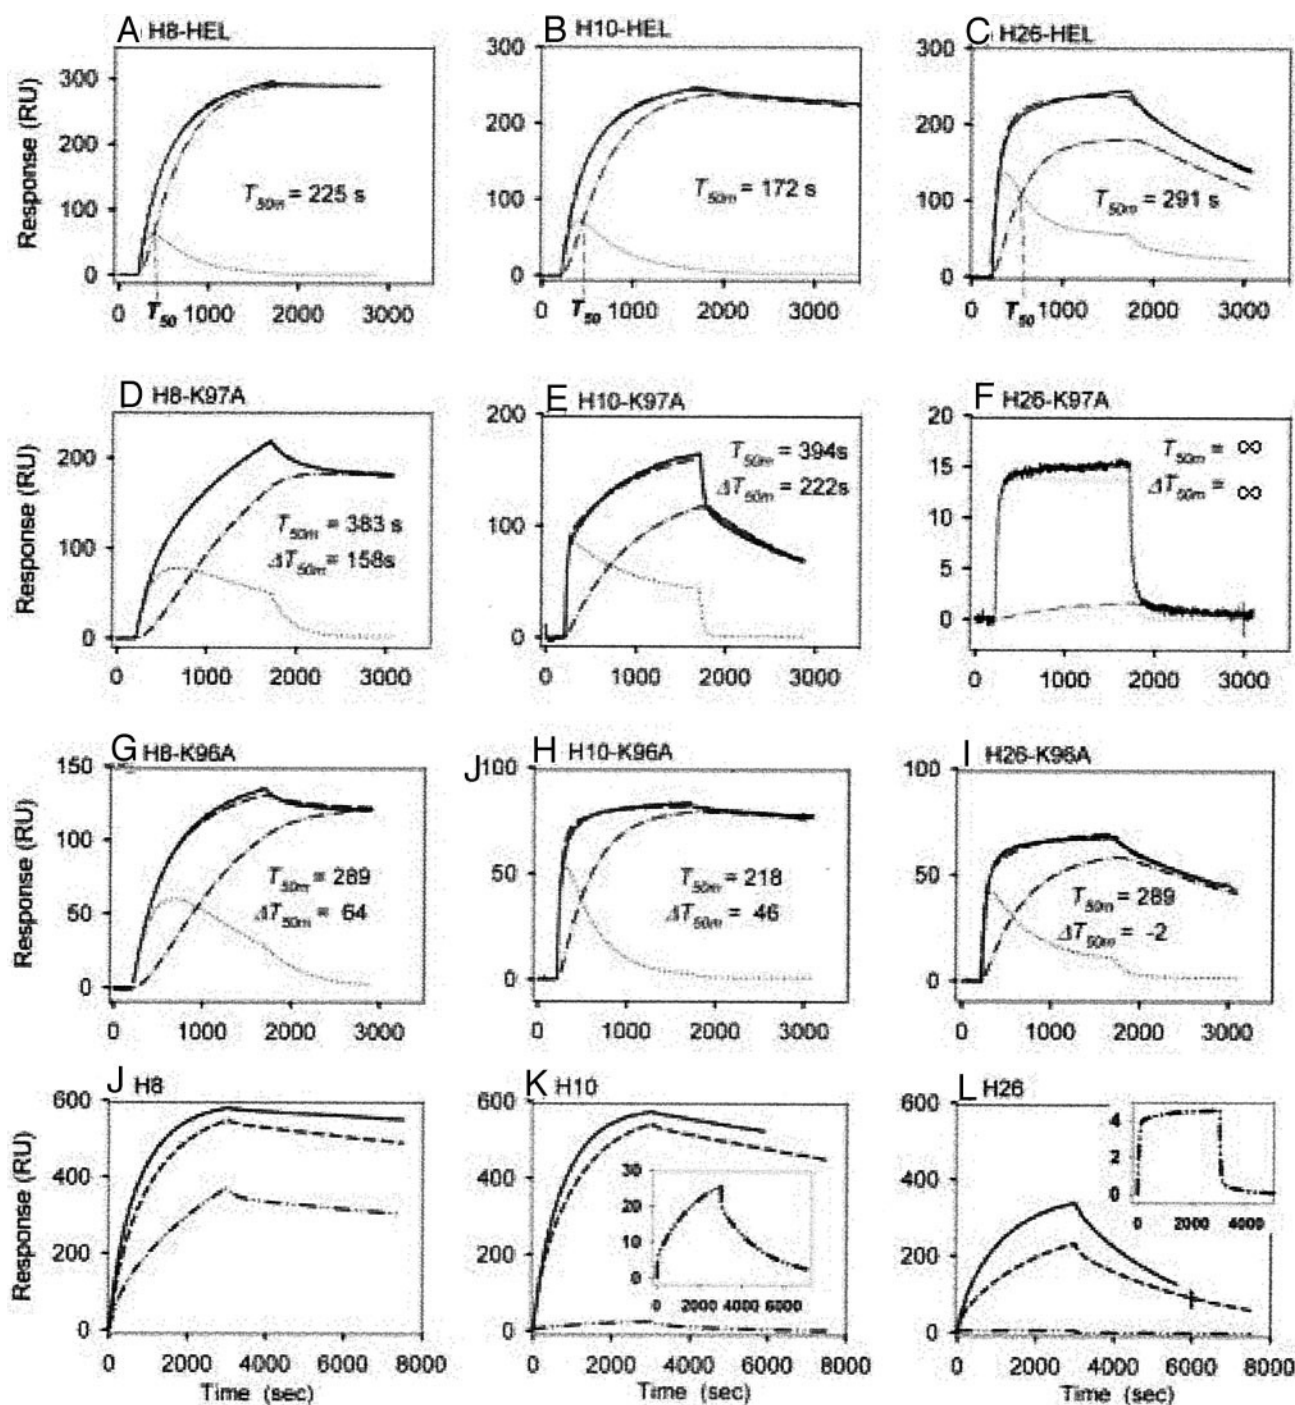 A H8-HEL
Response (RU)
300
200
100
0
T50m = 225 s
0 T50 1000 2000 3000
B H10-HEL
300
200
100
0
T50m = 172 s
0 T50 1000 2000 3000
C H26-HEL
300
200
100
0
T50m = 291 s
0 T50 1000 2000 3000
D H8-K97A
Response (RU)
200
100
0
T50m = 383 s
ΔT50m = 158s
0 1000 2000 3000
E H10-K97A
200
100
0
T50m = 394s
ΔT50m = 222s
0 1000 2000 3000
F H26-K97A
20
15
10
5
0
T50m = ∞
ΔT50m = ∞
0 1000 2000 3000
G H8-K96A
Response (RU)
150
100
50
0
T50m = 289
ΔT50m = 64
0 1000 2000 3000
J H H10-K96A
100
50
0
T50m = 218
ΔT50m = 46
0 1000 2000 3000
I H26-K96A
100
50
0
T50m = 289
ΔT50m = -2
0 1000 2000 3000
J H8
Response (RU)
600
400
200
0
0 2000 4000 6000 8000
Time (sec)
K H10
600
400
200
0
30
20
10
0
0 2000 4000 6000
0 2000 4000 6000 8000
Time (sec)
L H26
600
400
200
0
4
2
0
0 2000 4000
0 2000 4000 6000 8000
Time (sec)